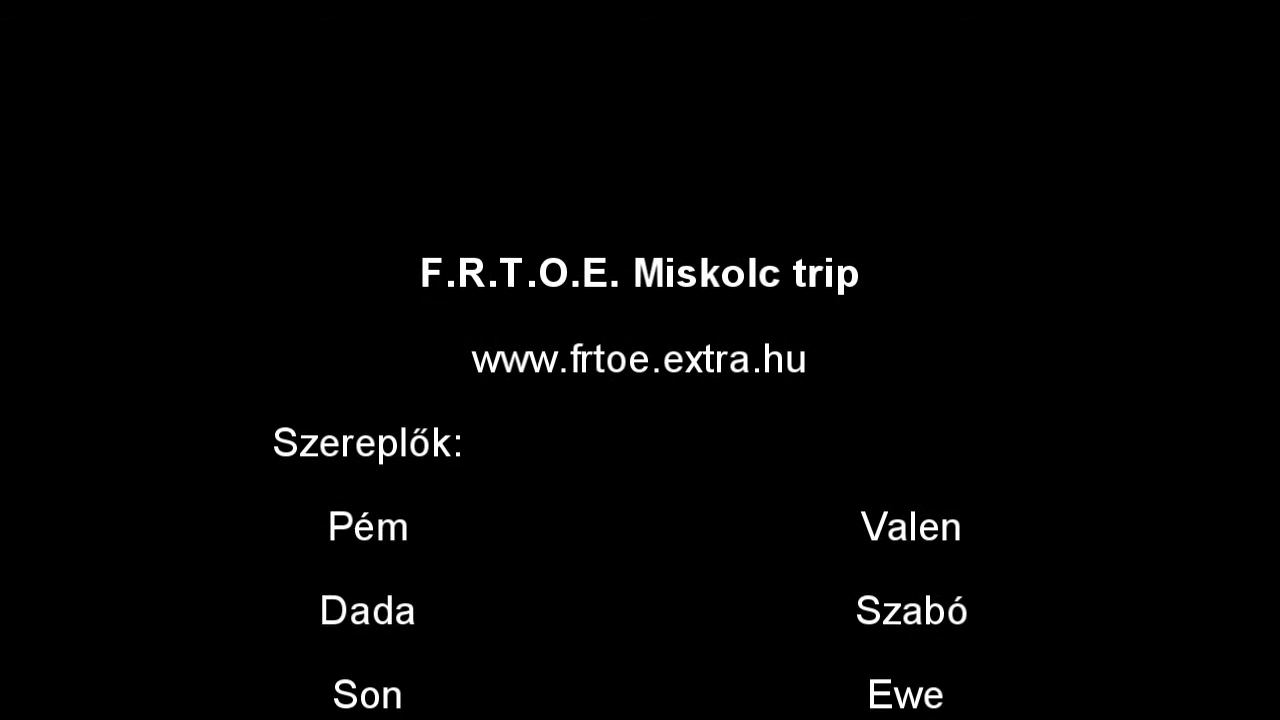 F.R.T.O.E. Miskolc trip
www.frtoe.extra.hu
Szereplők:
Pém Valen
Dada Szabó
Son Ewe